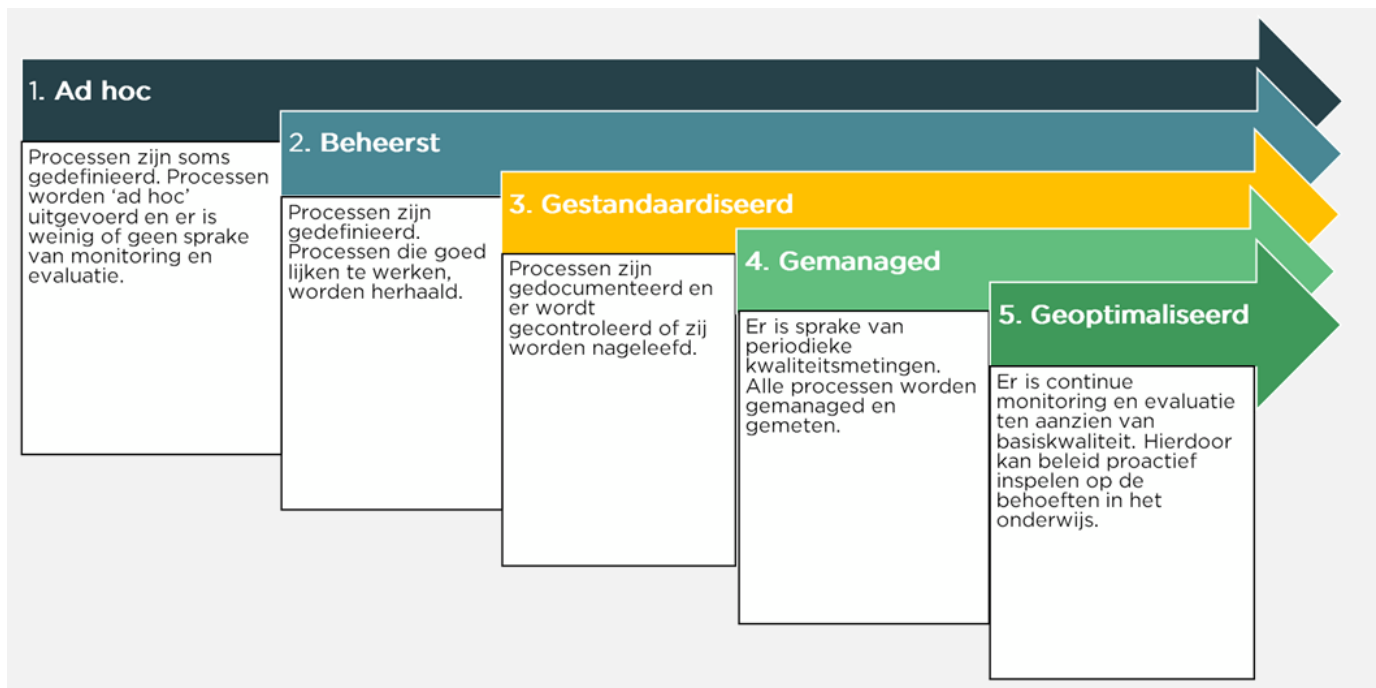 1. Ad hoc
Processen zijn soms
gedefinieerd. Processen
worden ‘ad hoc’
uitgevoerd en er is
weinig of geen sprake
van monitoring en
evaluatie.
2. Beheerst
Processen zijn
gedefinieerd.
Processen die goed
lijken te werken,
worden herhaald.
3. Gestandaardiseerd
Processen zijn
gedocumenteerd en
er wordt
gecontroleerd of zij
worden nageleefd.
4. Gemanaged
Er is sprake van
periodieke
kwaliteitsmetingen.
Alle processen worden
gemanaged en
gemeten.
5. Geoptimaliseerd
Er is continue
monitoring en evaluatie
ten aanzien van
basiskwaliteit. Hierdoor
kan beleid proactief
inspelen op de
behoeften in het
onderwijs.